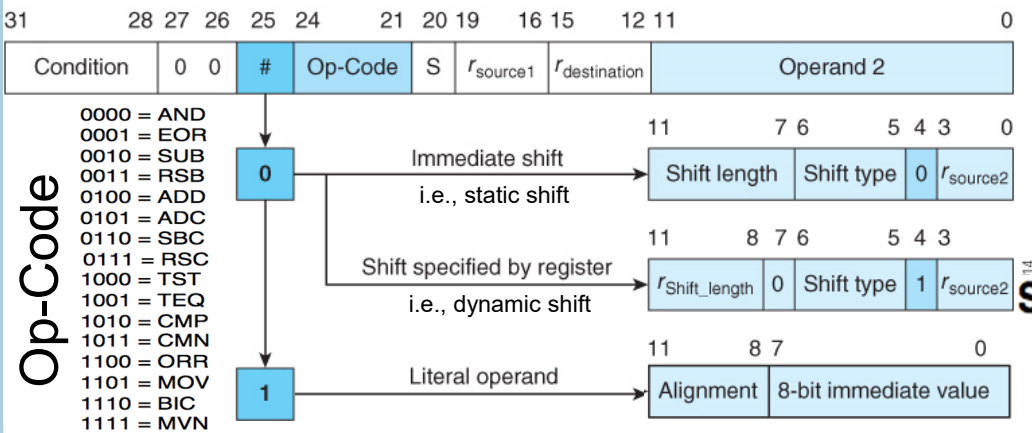 31 28 27 26 25 24 21 20 19 16 15 12 11 0
Condition 0 0 # Op-Code S rsource1 rdestination Operand 2
Op-Code
0000 = AND
0001 = EOR
0010 = SUB
0011 = RSB
0100 = ADD
0101 = ADC
0110 = SBC
0111 = RSC
1000 = TST
1001 = TEQ
1010 = CMP
1011 = CMN
1100 = ORR
1101 = MOV
1110 = BIC
1111 = MVN
0
Immediate shift
i.e., static shift
11 7 6 5 4 3 0
Shift length Shift type 0 rsource2
Shift specified by register
i.e., dynamic shift
11 8 7 6 5 4 3
rShift_length 0 Shift type 1 rsource2
14
1
Literal operand
11 8 7 0
Alignment 8-bit immediate value